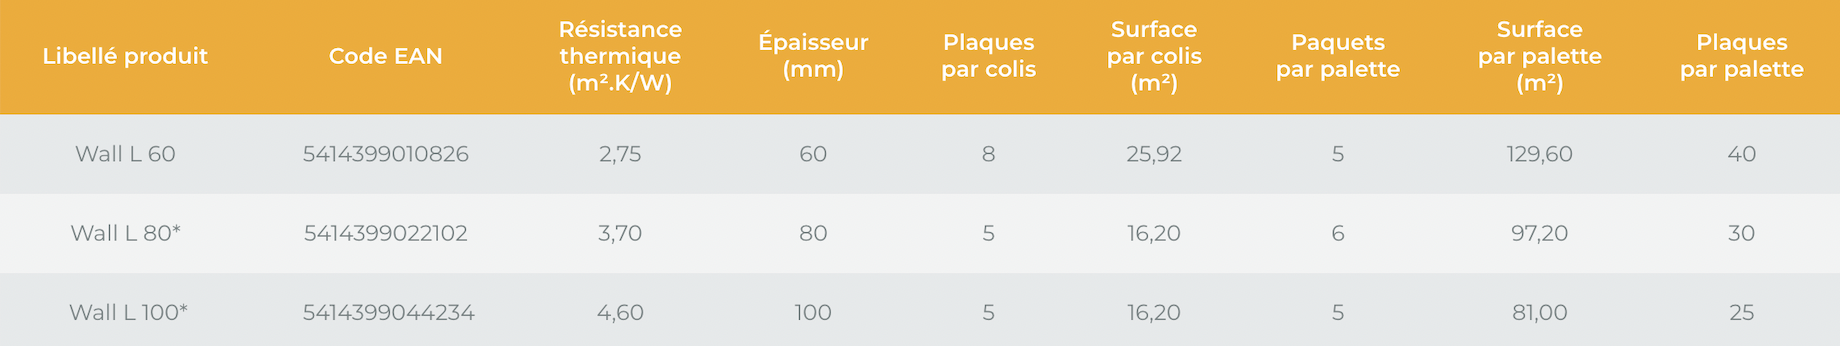 Libellé produit Code EAN Résistance thermique (m².K/W) Épaisseur (mm) Plaques par colis Surface par colis (m²) Paquets par palette Surface par palette (m²) Plaques par palette
Wall L 60 5414399010826 2,75 60 8 25,92 5 129,60 40
Wall L 80* 5414399022102 3,70 80 5 16,20 6 97,20 30
Wall L 100* 5414399044234 4,60 100 5 16,20 5 81,00 25